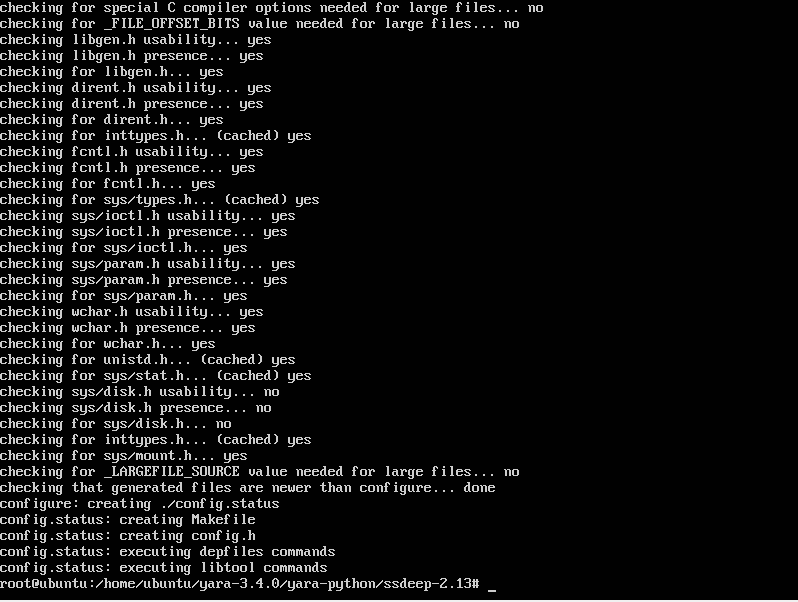 checking for special C compiler options needed for large files... no
checking for _FILE_OFFSET_BITS value needed for large files... no
checking libgen.h usability... yes
checking libgen.h presence... yes
checking for libgen.h... yes
checking dirent.h usability... yes
checking dirent.h presence... yes
checking for dirent.h... yes
checking for inttypes.h... (cached) yes
checking fcntl.h usability... yes
checking fcntl.h presence... yes
checking for fcntl.h... yes
checking for sys/types.h... (cached) yes
checking sys/ioctl.h usability... yes
checking sys/ioctl.h presence... yes
checking for sys/ioctl.h... yes
checking sys/param.h usability... yes
checking sys/param.h presence... yes
checking for sys/param.h... yes
checking wchar.h usability... yes
checking wchar.h presence... yes
checking for wchar.h... yes
checking for unistd.h... (cached) yes
checking for sys/stat.h... (cached) yes
checking sys/disk.h usability... no
checking sys/disk.h presence... no
checking for sys/disk.h... no
checking for inttypes.h... (cached) yes
checking for sys/mount.h... yes
checking for _LARGEFILE_SOURCE value needed for large files... no
checking that generated files are newer than configure... done
configure: creating ./config.status
config.status: creating Makefile
config.status: creating config.h
config.status: executing depfiles commands
config.status: executing libtool commands
root@ubuntu:/home/ubuntu/yara-3.4.0/yara-python/ssdeep-2.13# _